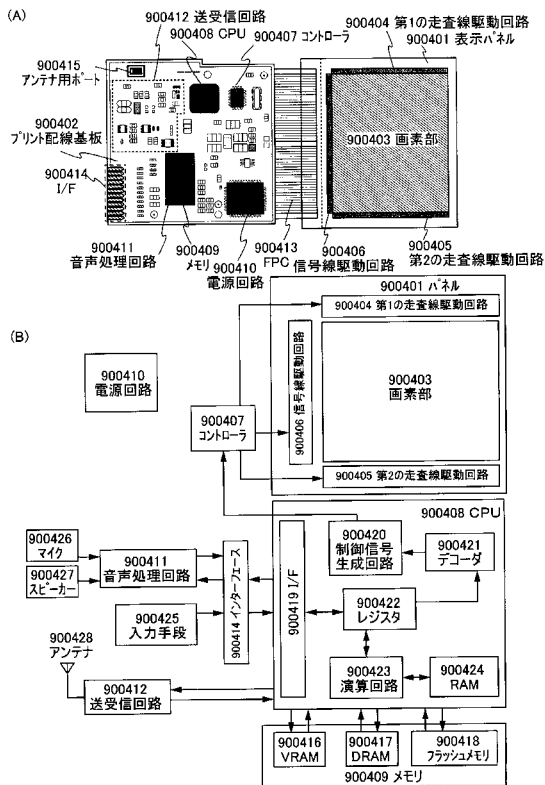 (A)
900412 送受信回路
900408 CPU
900407 コントローラ
900404 第1の走査線駆動回路
900401 表示パネル
900415
アンテナ用ポート
900402
プリント配線基板
900414
I/F
900403 画素部
900411
音声処理回路
900409
メモリ
900410
電源回路
900413
FPC
900406
信号線駆動回路
900405
第2の走査線駆動回路
(B)
900401 パネル
900404 第1の走査線駆動回路
900410
電源回路
900406 信号線駆動回路
900403
画素部
900407
コントローラ
900405 第2の走査線駆動回路
900408 CPU
900420
制御信号
生成回路
900421
デコーダ
900426
マイク
900411
音声処理回路
900427
スピーカー
900414 インターフェース
900419 I/F
900422
レジスタ
900425
入力手段
900428
アンテナ
900423
演算回路
900424
RAM
900412
送受信回路
900416
VRAM
900417
DRAM
900418
フラッシュメモリ
900409 メモリ